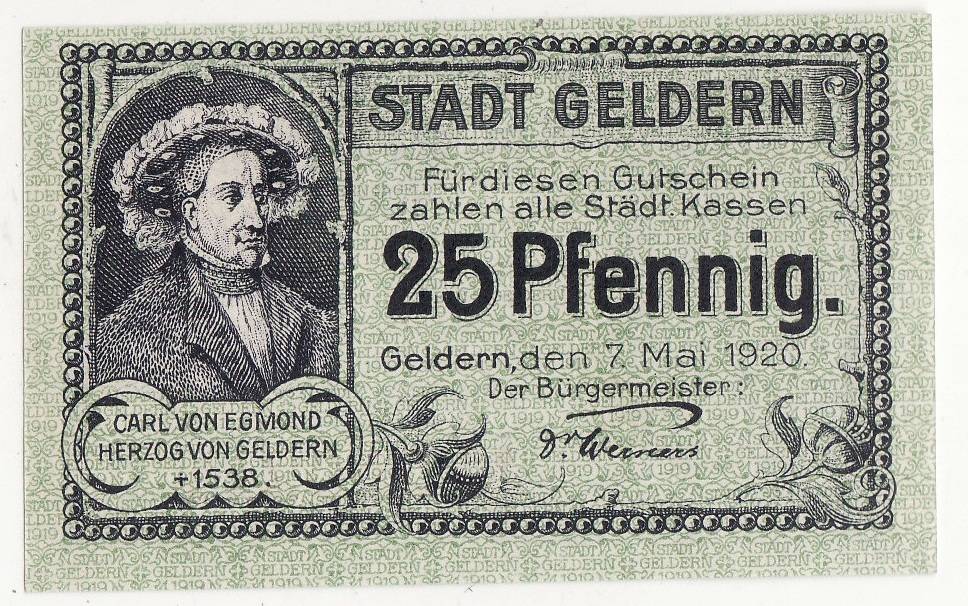 STADT GELDERN
Für diesen Gutschein
zahlen alle Städt. Kassen
25 Pfennig.
Geldern, den 7. Mai 1920.
Der Bürgermeister:
Dr. Werners
CARL VON EGMOND
HERZOG VON GELDERN
+1538.